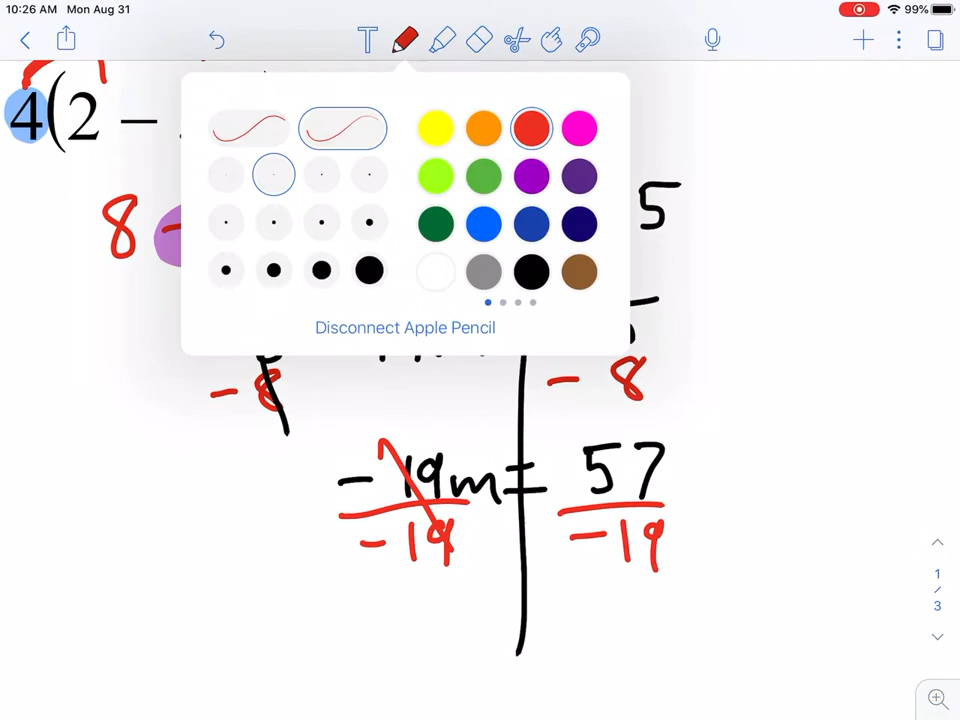 10:26 AM Mon Aug 31 99%
4(2 −
8 − 5
Disconnect Apple Pencil
− 8 − 8
−19m = 57
−19 −19
1
/
3